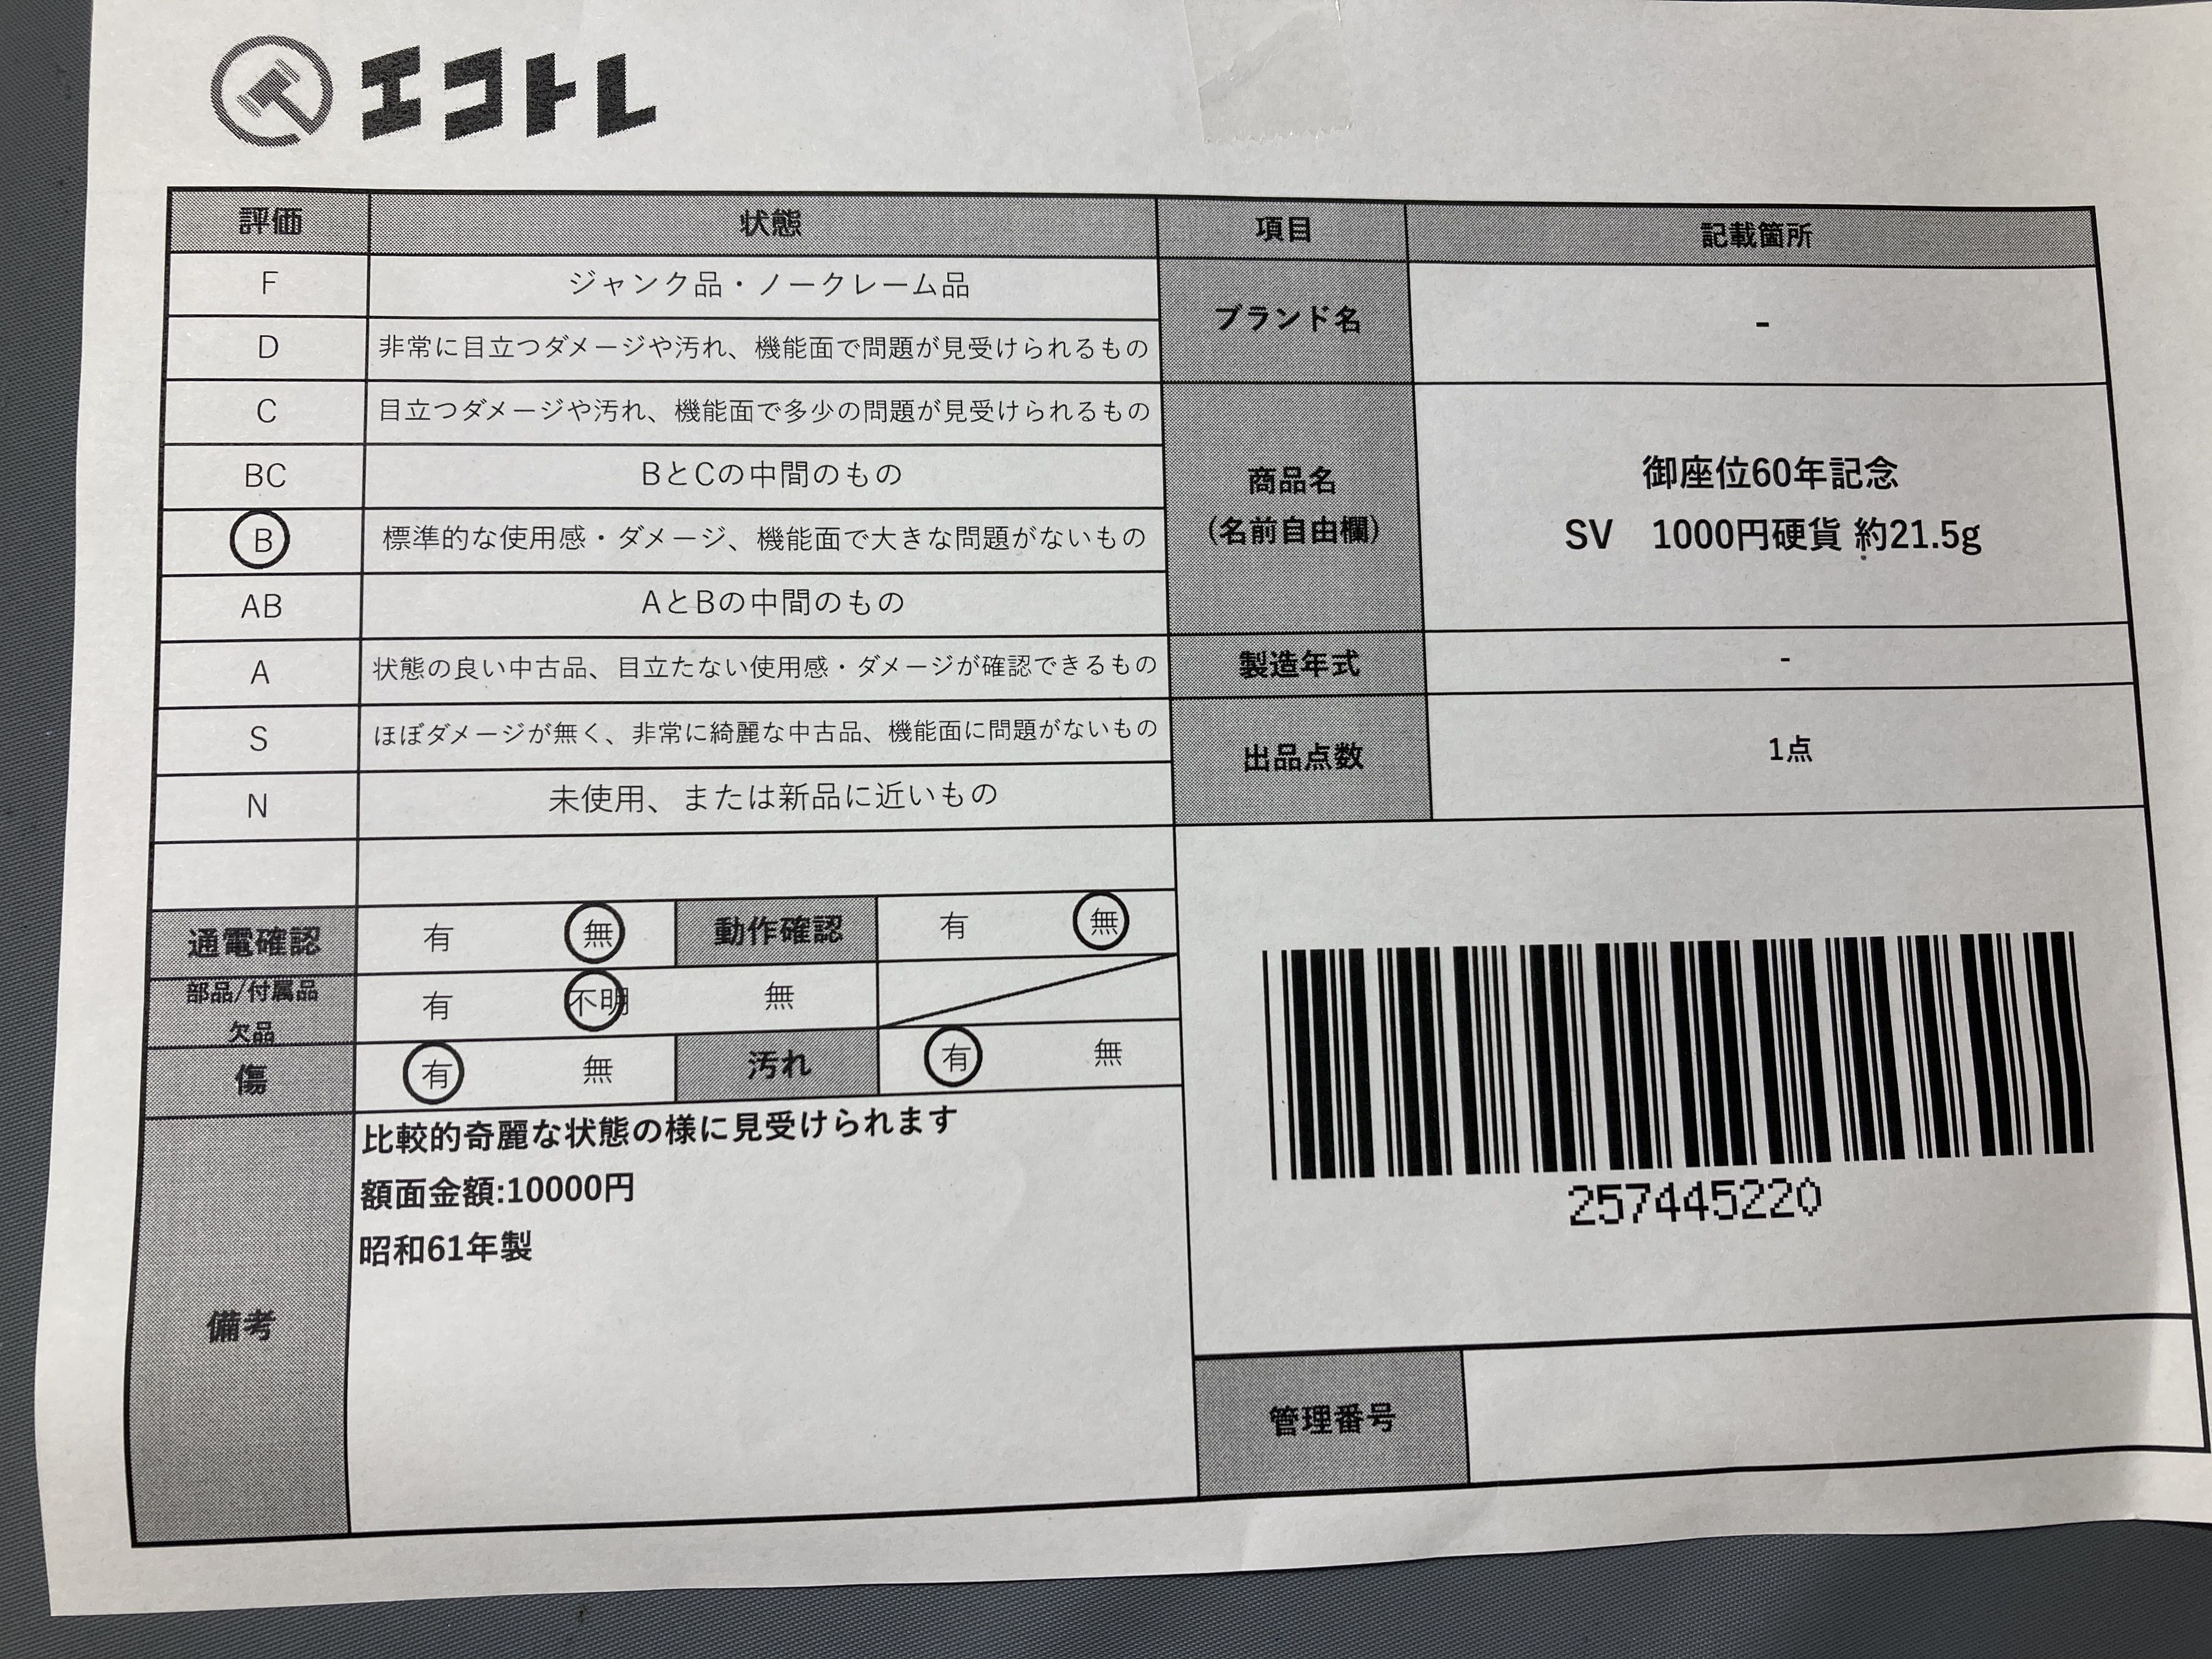 エコトレ
評価 状態 項目 記載箇所
F ジャンク品・ノークレーム品
D 非常に目立つダメージや汚れ、機能面で問題が見受けられるもの
ブランド名 -
C 目立つダメージや汚れ、機能面で多少の問題が見受けられるもの
BC BとCの中間のもの
B 標準的な使用感・ダメージ、機能面で大きな問題がないもの
AB AとBの中間のもの
商品名
(名前自由欄)
御座位60年記念
SV 1000円硬貨 約21.5g
A 状態の良い中古品、目立たない使用感・ダメージが確認できるもの
製造年式 -
S ほぼダメージが無く、非常に綺麗な中古品、機能面に問題がないもの
N 未使用、または新品に近いもの
出品点数 1点
通電確認 有 無 動作確認 有 無
部品/付属品
欠品
有 不明 無
傷 有 無 汚れ 有 無
備考
比較的奇麗な状態の様に見受けられます
額面金額:10000円
昭和61年製
257445220
管理番号